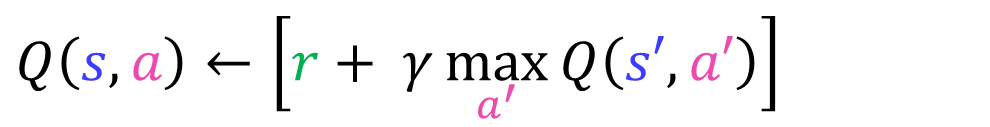 Q(s, a) ← [r + γ max Q(s′, a′)]
a′